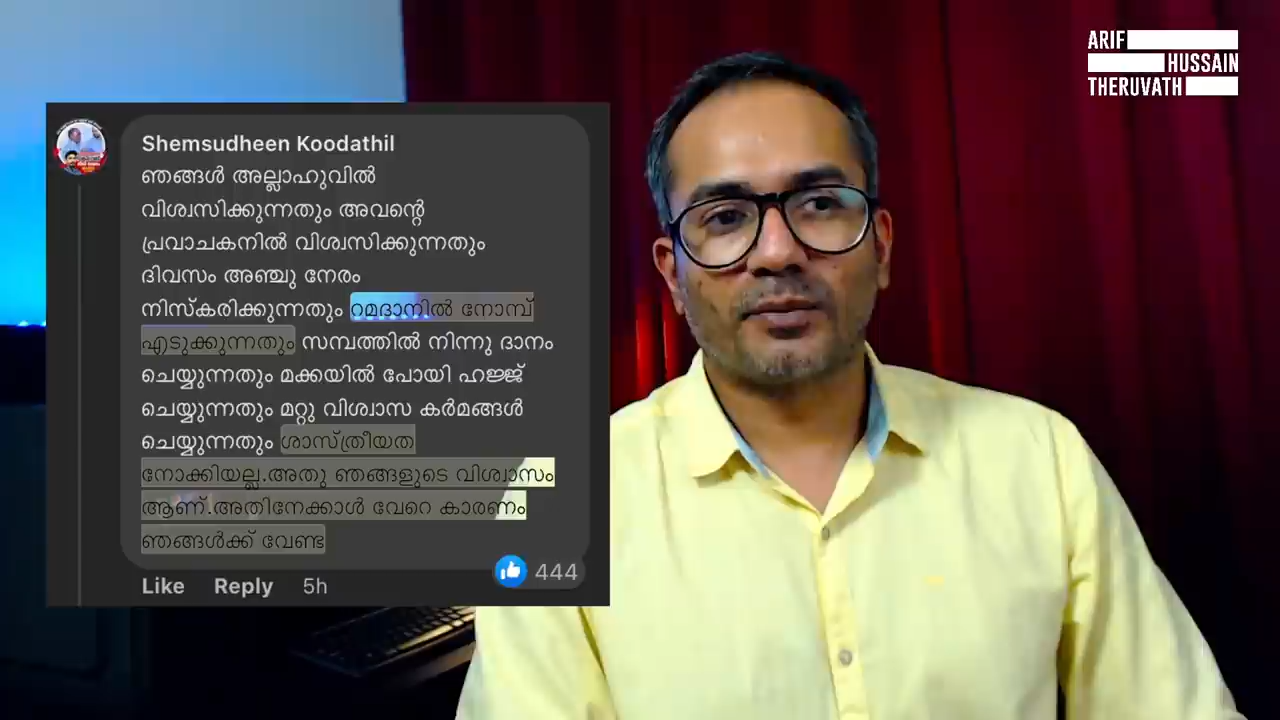 ARIF
HUSSAIN
THERUVATH
Shemsudheen Koodathil
ഞങ്ങൾ അല്ലാഹുവിൽ
വിശ്വസിക്കുന്നതും അവന്റെ
പ്രവാചകനിൽ വിശ്വസിക്കുന്നതും
ദിവസം അഞ്ചു നേരം
നിസ്കരിക്കുന്നതും റമദാനിൽ നോമ്പ്
എടുക്കുന്നതും സമ്പത്തിൽ നിന്നു ദാനം
ചെയ്യുന്നതും മക്കയിൽ പോയി ഹജ്ജ്
ചെയ്യുന്നതും മറ്റു വിശ്വാസ കർമങ്ങൾ
ചെയ്യുന്നതും ശാസ്ത്രീയത
നോക്കിയല്ല.അതു ഞങ്ങളുടെ വിശ്വാസം
ആണ്.അതിനേക്കാൾ വേറെ കാരണം
ഞങ്ങൾക്ക് വേണ്ട
444
Like Reply 5h